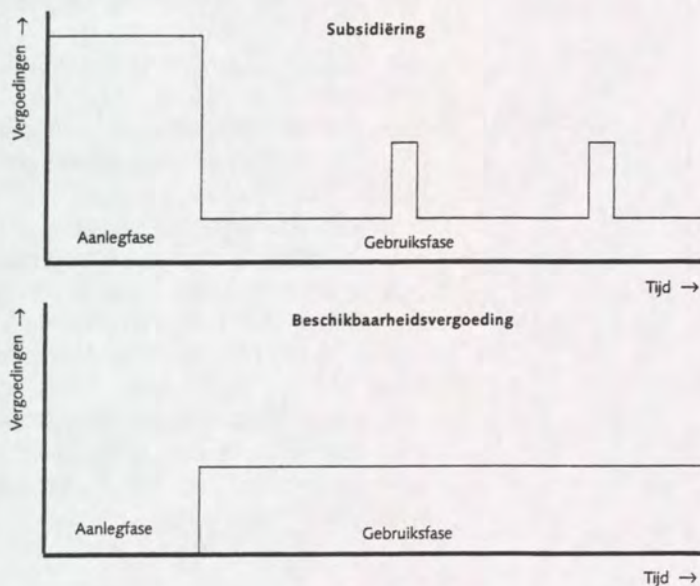 Subsidiëring
Vergoedingen →
Aanlegfase
Gebruiksfase
Tijd →
Beschikbaarheidsvergoeding
Vergoedingen →
Aanlegfase
Gebruiksfase
Tijd →